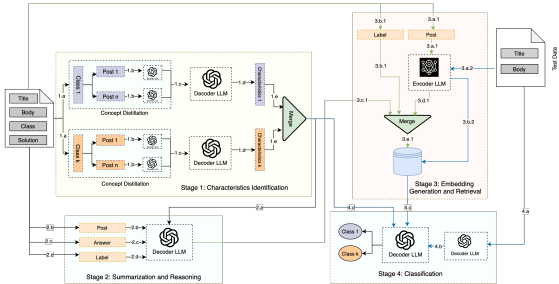 Title
Body
Class
Solution
1.a
Class 1
Post 1
Post n
1.b
1.b
1.c
Decoder LLM
1.d
Characteristics 1
1.e
Concept Distillation
Class k
Post 1
Post n
1.b
1.b
1.c
Decoder LLM
1.d
Characteristics k
1.e
Concept Distillation
Merge
Stage 1: Characteristics Identification
2.a
2.b
2.c
2.d
Post
Answer
Label
2.b
2.c
2.d
Decoder LLM
Stage 2: Summarization and Reasoning
3.b.1
3.a.1
Label
Post
3.a.1
3.b.1
Encoder LLM
3.a.2
3.b.2
3.c.1
3.d.1
Merge
3.e.1
Stage 3: Embedding
Generation and Retrieval
Title
Body
Test Data
4.a
4.b
Class 1
Class k
Decoder LLM
Decoder LLM
Stage 4: Classification